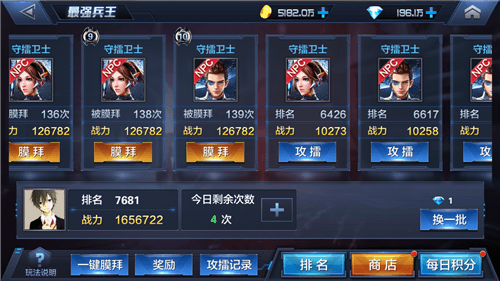 最强兵王 5182.0万 196.1万
9 10
守擂卫士 守擂卫士 守擂卫士 守擂卫士 守擂卫士 守擂卫士
NPC NPC NPC NPC NPC
被膜拜 136次 被膜拜 138次 被膜拜 139次 排名 6426 排名 6617 排名
战力 126782 战力 126782 战力 126782 战力 10273 战力 10258 战力
膜拜 膜拜 膜拜 攻擂 攻擂
排名 7681 今日剩余次数 1
战力 1656722 4 次 换一批
玩法说明 一键膜拜 奖励 攻擂记录 排名 商店 每日积分